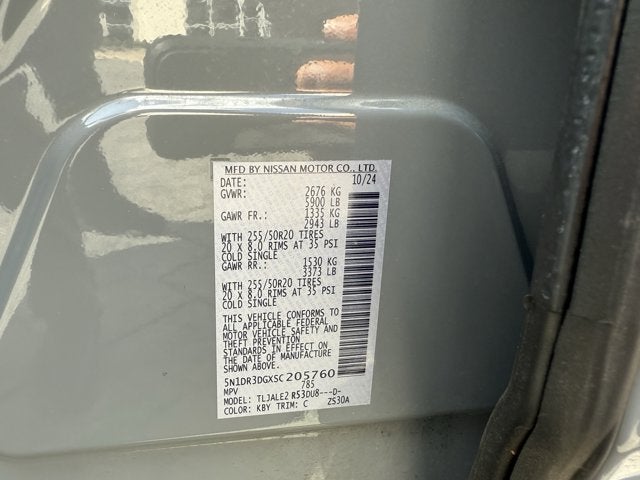 MFD BY NISSAN MOTOR CO., LTD.
DATE: 10/24
GVWR: 2676 KG
5900 LB
GAWR FR.: 1335 KG
2943 LB
WITH 255/50R20 TIRES
20 X 8.0 RIMS AT 35 PSI
COLD SINGLE
GAWR RR.: 1530 KG
3373 LB
WITH 255/50R20 TIRES
20 X 8.0 RIMS AT 35 PSI
COLD SINGLE
THIS VEHICLE CONFORMS TO
ALL APPLICABLE FEDERAL
MOTOR VEHICLE SAFETY AND
THEFT PREVENTION
STANDARDS IN EFFECT ON
THE DATE OF MANUFACTURE
SHOWN ABOVE.
5N1DR3DGXSC205760
MPV 785
MODEL: TLJALE2 R53DU8---D-
COLOR: KBY TRIM: C ZS30A